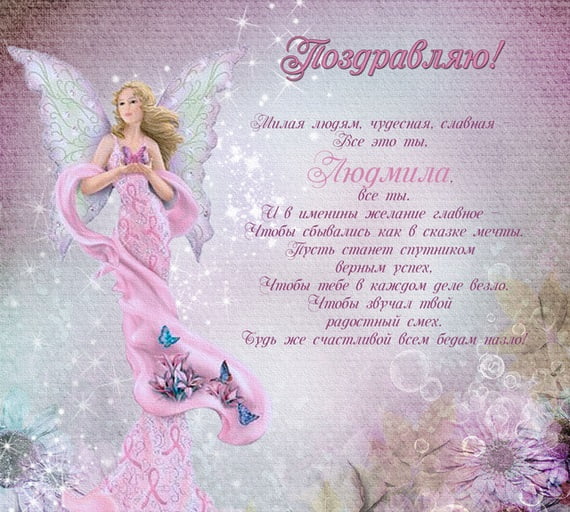 Поздравляю!
Милая людям, чудесная, славная –
Все это ты,
Людмила,
все ты.
И в именины желание главное –
Чтобы сбывались как в сказке мечты.
Пусть станет спутником
верным успех,
Чтобы тебе в каждом деле везло.
Чтобы звучал твой
радостный смех.
Будь же счастливой всем бедам назло!